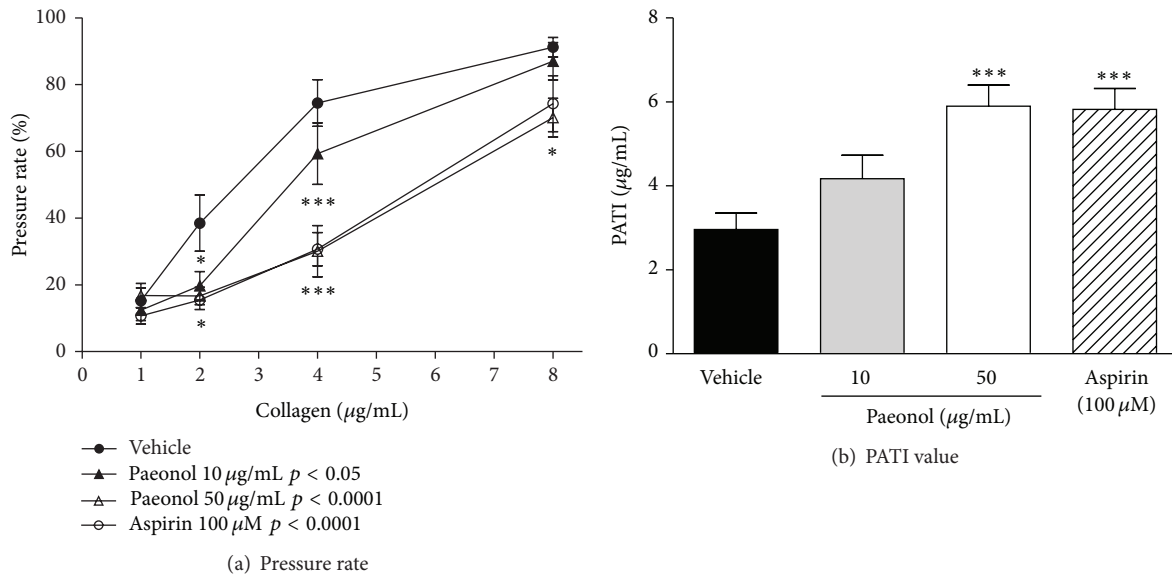 100
80
60
40
20
0
Pressure rate (%)
*
*
***
***
*
0 1 2 3 4 5 6 7 8
Collagen (μg/mL)
Vehicle
Paeonol 10 μg/mL p < 0.05
Paeonol 50 μg/mL p < 0.0001
Aspirin 100 μM p < 0.0001
(a) Pressure rate
8
6
4
2
0
PATI (μg/mL)
***
***
Vehicle 10 50 Aspirin
(100 μM)
Paeonol (μg/mL)
(b) PATI value